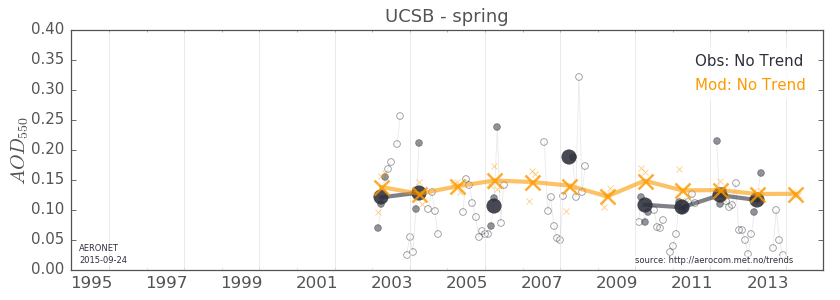 UCSB - spring
0.40
0.35
0.30
0.25
0.20
0.15
0.10
0.05
0.00
AOD550
Obs: No Trend
Mod: No Trend
AERONET
2015-09-24
source: http://aerocom.met.no/trends
1995 1997 1999 2001 2003 2005 2007 2009 2011 2013